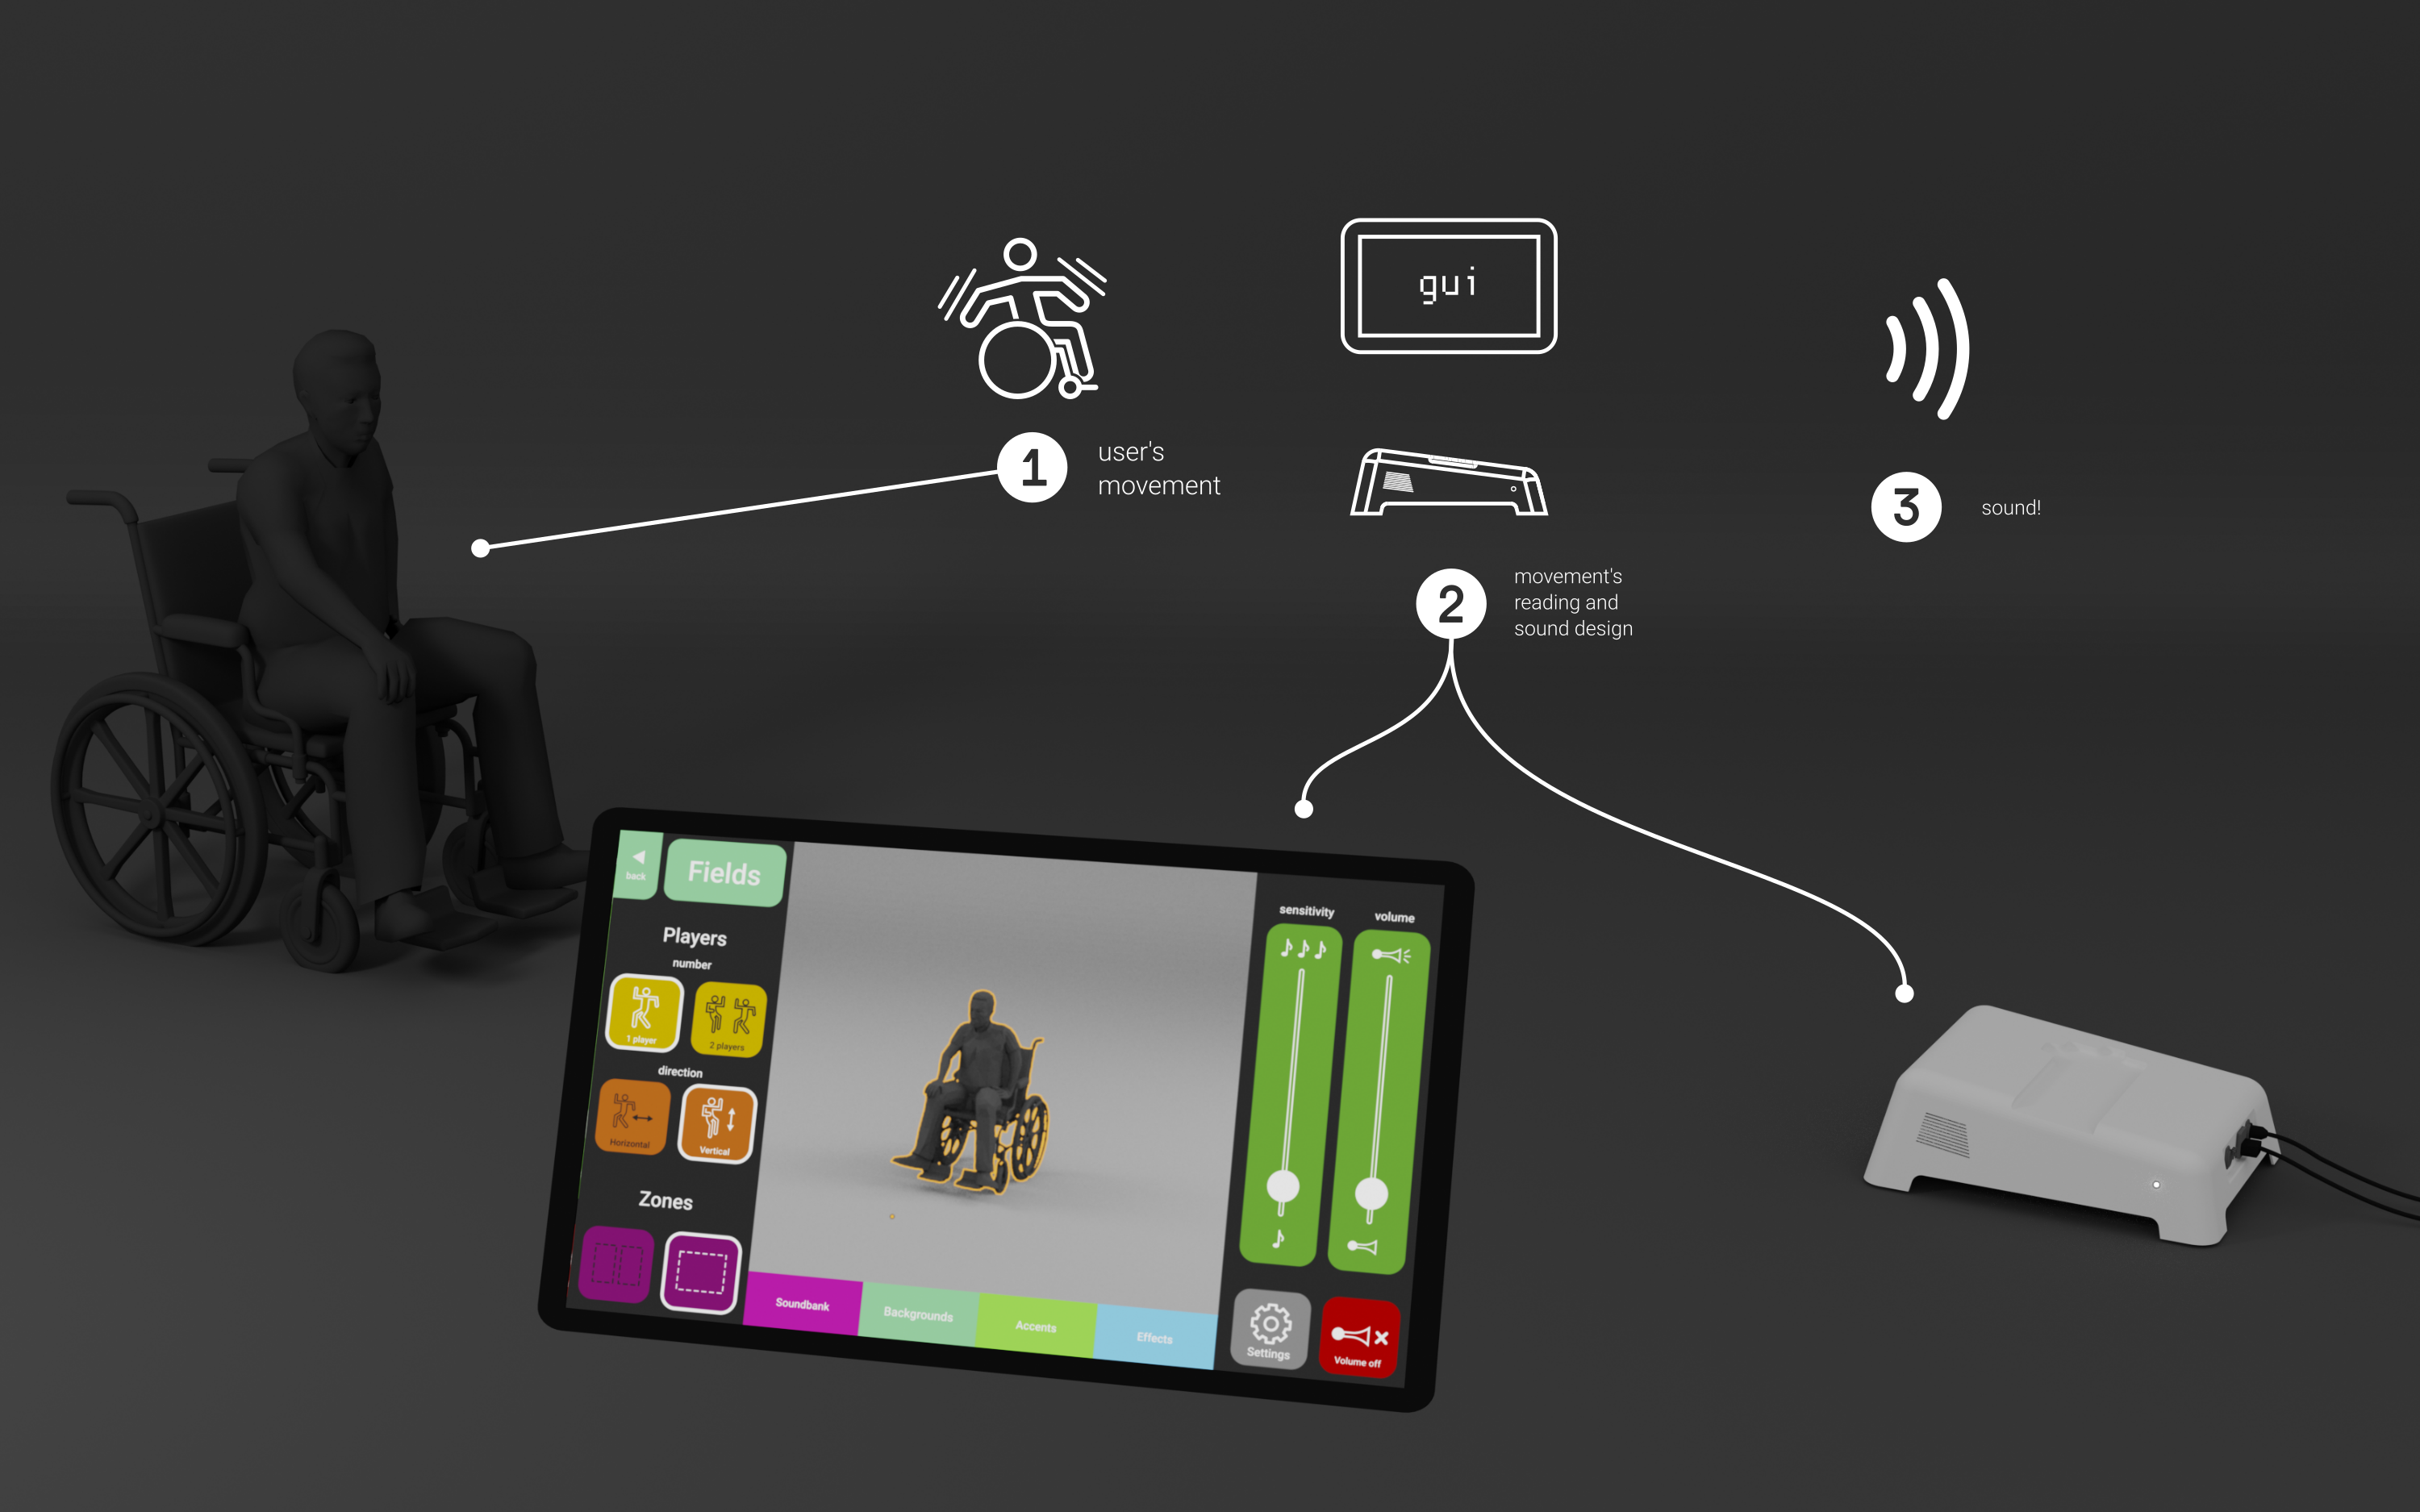 gui
1
user's
movement
2
movement's
reading and
sound design
3
sound!
back
Fields
Players
number
1 player
2 players
direction
Horizontal
Vertical
Zones
Soundbank
Backgrounds
Accents
Effects
sensitivity
volume
Settings
Volume off